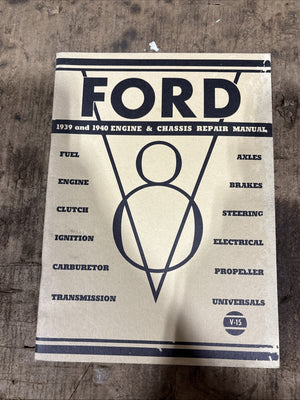 FORD
1939 and 1940 ENGINE & CHASSIS REPAIR MANUAL
V
8
FUEL
ENGINE
CLUTCH
IGNITION
CARBURETOR
TRANSMISSION
AXLES
BRAKES
STEERING
ELECTRICAL
PROPELLER
UNIVERSALS
V-15